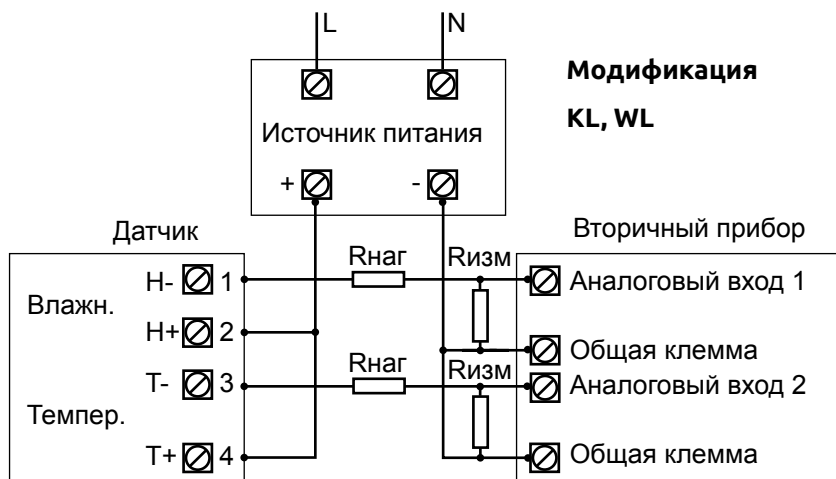 L
N
Модификация
KL, WL
Источник питания
+
-
Датчик
Вторичный прибор
Rнаг
Rизм
H-
1
Аналоговый вход 1
Влажн.
H+
2
Общая клемма
Rнаг
Rизм
T-
3
Аналоговый вход 2
Темпер.
T+
4
Общая клемма